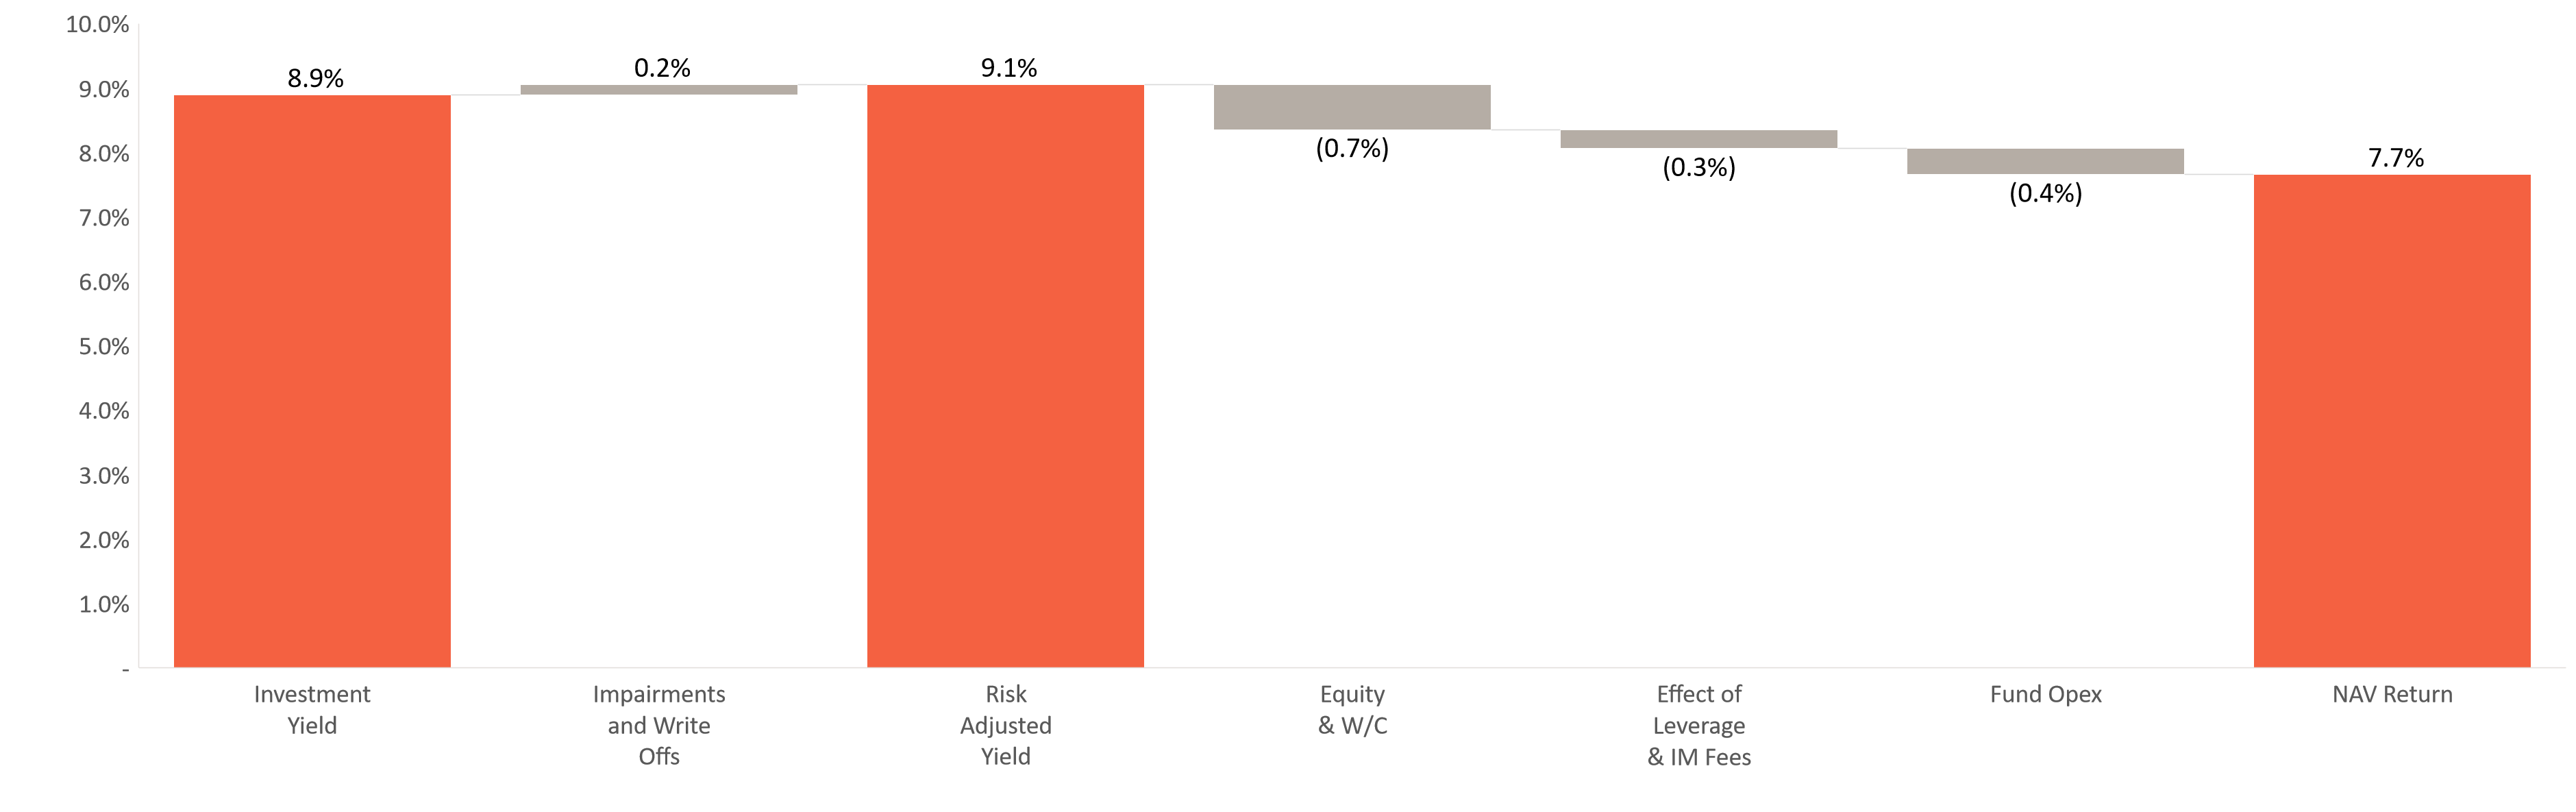 10.0%
9.0%
8.0%
7.0%
6.0%
5.0%
4.0%
3.0%
2.0%
1.0%
-
8.9%
0.2%
9.1%
(0.7%)
(0.3%)
(0.4%)
7.7%
Investment
Yield
Impairments
and Write
Offs
Risk
Adjusted
Yield
Equity
& W/C
Effect of
Leverage
& IM Fees
Fund Opex
NAV Return